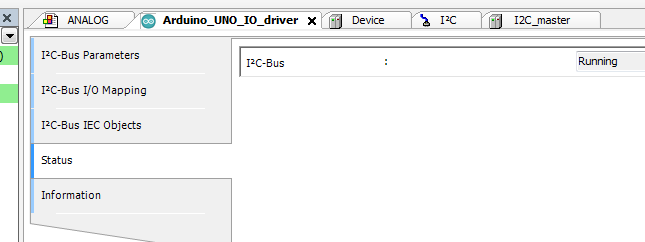 ANALOG
Arduino_UNO_IO_driver
Device
I²C
I2C_master
I²C-Bus Parameters
I²C-Bus I/O Mapping
I²C-Bus IEC Objects
Status
Information
I²C-Bus : Running